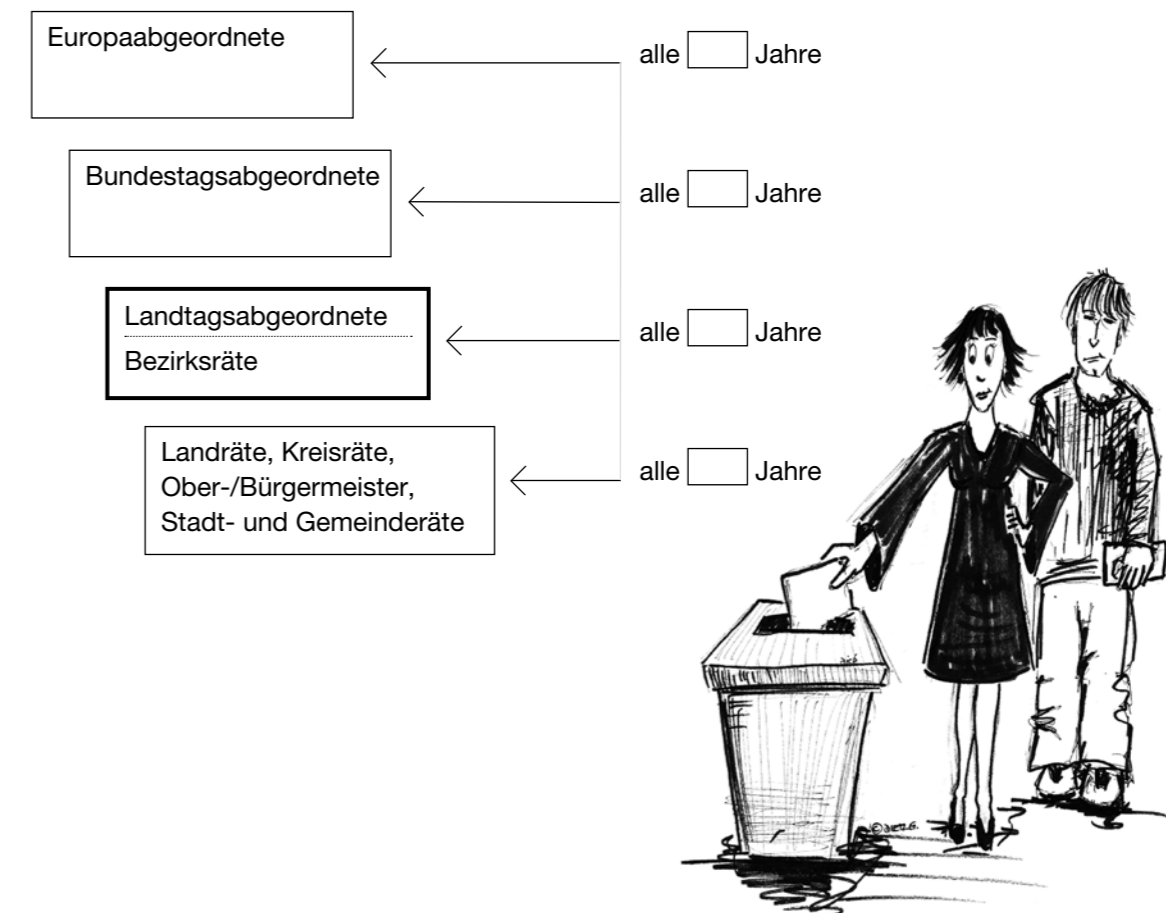 Europaabgeordnete
alle Jahre
Bundestagsabgeordnete
alle Jahre
Landtagsabgeordnete
Bezirksräte
alle Jahre
Landräte, Kreisräte,
Ober-/Bürgermeister,
Stadt- und Gemeinderäte
alle Jahre